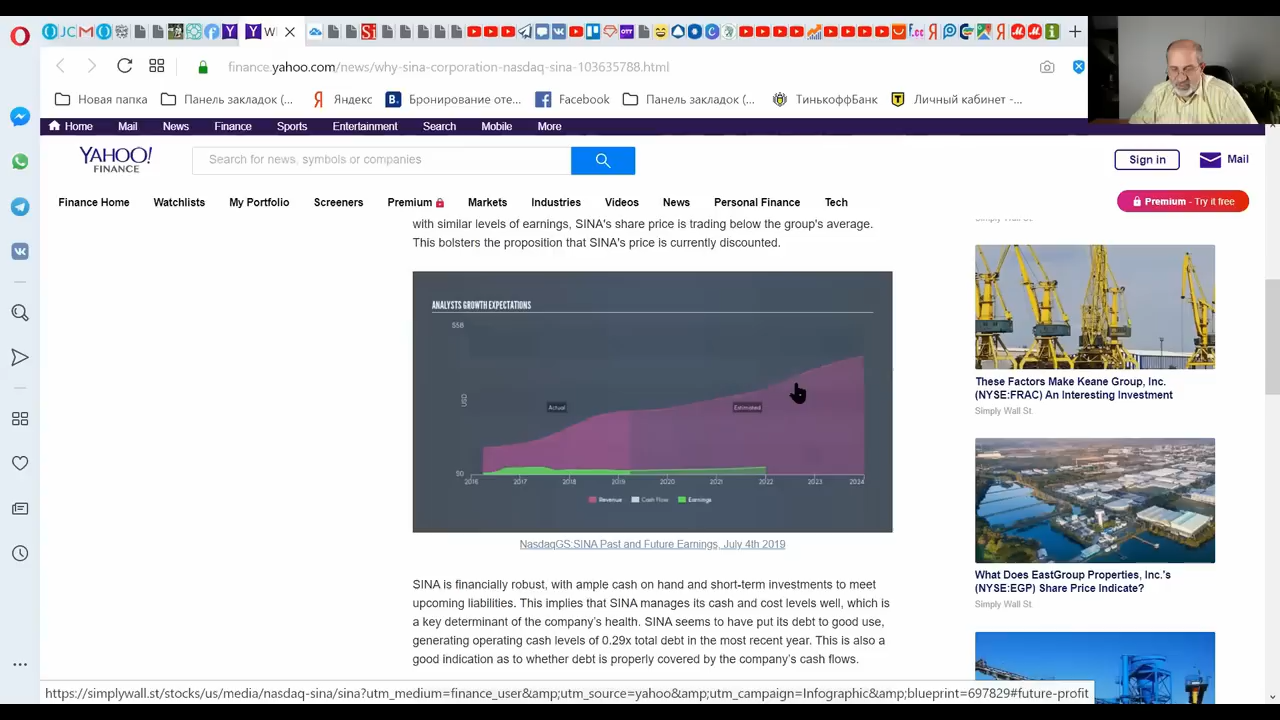 JC
W
Si
OTT
f.cc
finance.yahoo.com/news/why-sina-corporation-nasdaq-sina-103635788.html
Новая папка
Панель закладок (...
Яндекс
Бронирование оте...
Facebook
Панель закладок (...
ТинькоффБанк
Личный кабинет -...
Home Mail News Finance Sports Entertainment Search Mobile More
YAHOO!
FINANCE
Search for news, symbols or companies
Sign in
Mail
Finance Home Watchlists My Portfolio Screeners Premium Markets Industries Videos News Personal Finance Tech
Premium - Try it free
with similar levels of earnings, SINA's share price is trading below the group's average.
This bolsters the proposition that SINA's price is currently discounted.
ANALYSTS GROWTH EXPECTATIONS
$5B
USD
Actual
Estimated
$0
2016 2017 2018 2019 2020 2021 2022 2023 2024
Revenue Cash Flow Earnings
NasdaqGS:SINA Past and Future Earnings, July 4th 2019
SINA is financially robust, with ample cash on hand and short-term investments to meet
upcoming liabilities. This implies that SINA manages its cash and cost levels well, which is
a key determinant of the company's health. SINA seems to have put its debt to good use,
generating operating cash levels of 0.29x total debt in the most recent year. This is also a
good indication as to whether debt is properly covered by the company's cash flows.
Simply Wall St.
These Factors Make Keane Group, Inc.
(NYSE:FRAC) An Interesting Investment
Simply Wall St.
What Does EastGroup Properties, Inc.'s
(NYSE:EGP) Share Price Indicate?
Simply Wall St.
https://simplywall.st/stocks/us/media/nasdaq-sina/sina?utm_medium=finance_user&amp;utm_source=yahoo&amp;utm_campaign=Infographic&amp;blueprint=697829#future-profit